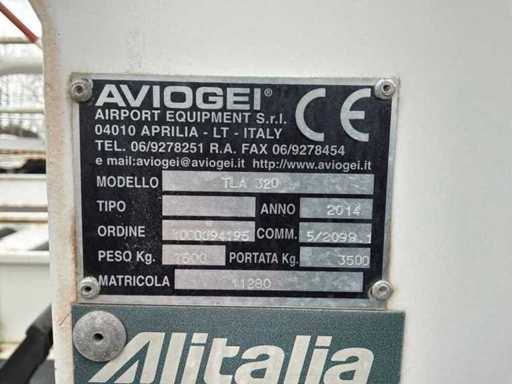 AVIOGEI®
AIRPORT EQUIPMENT S.r.l.
04010 APRILIA - LT - ITALY
TEL. 06/9278251 R.A. FAX 06/9278454
e mail:aviogei@aviogei.it http://www.aviogei.it
CE
MODELLO TLA 320
TIPO ANNO 2014
ORDINE COMM. 5/2099.1
PESO Kg. 7600 PORTATA Kg. 3500
MATRICOLA 11280
Alitalia